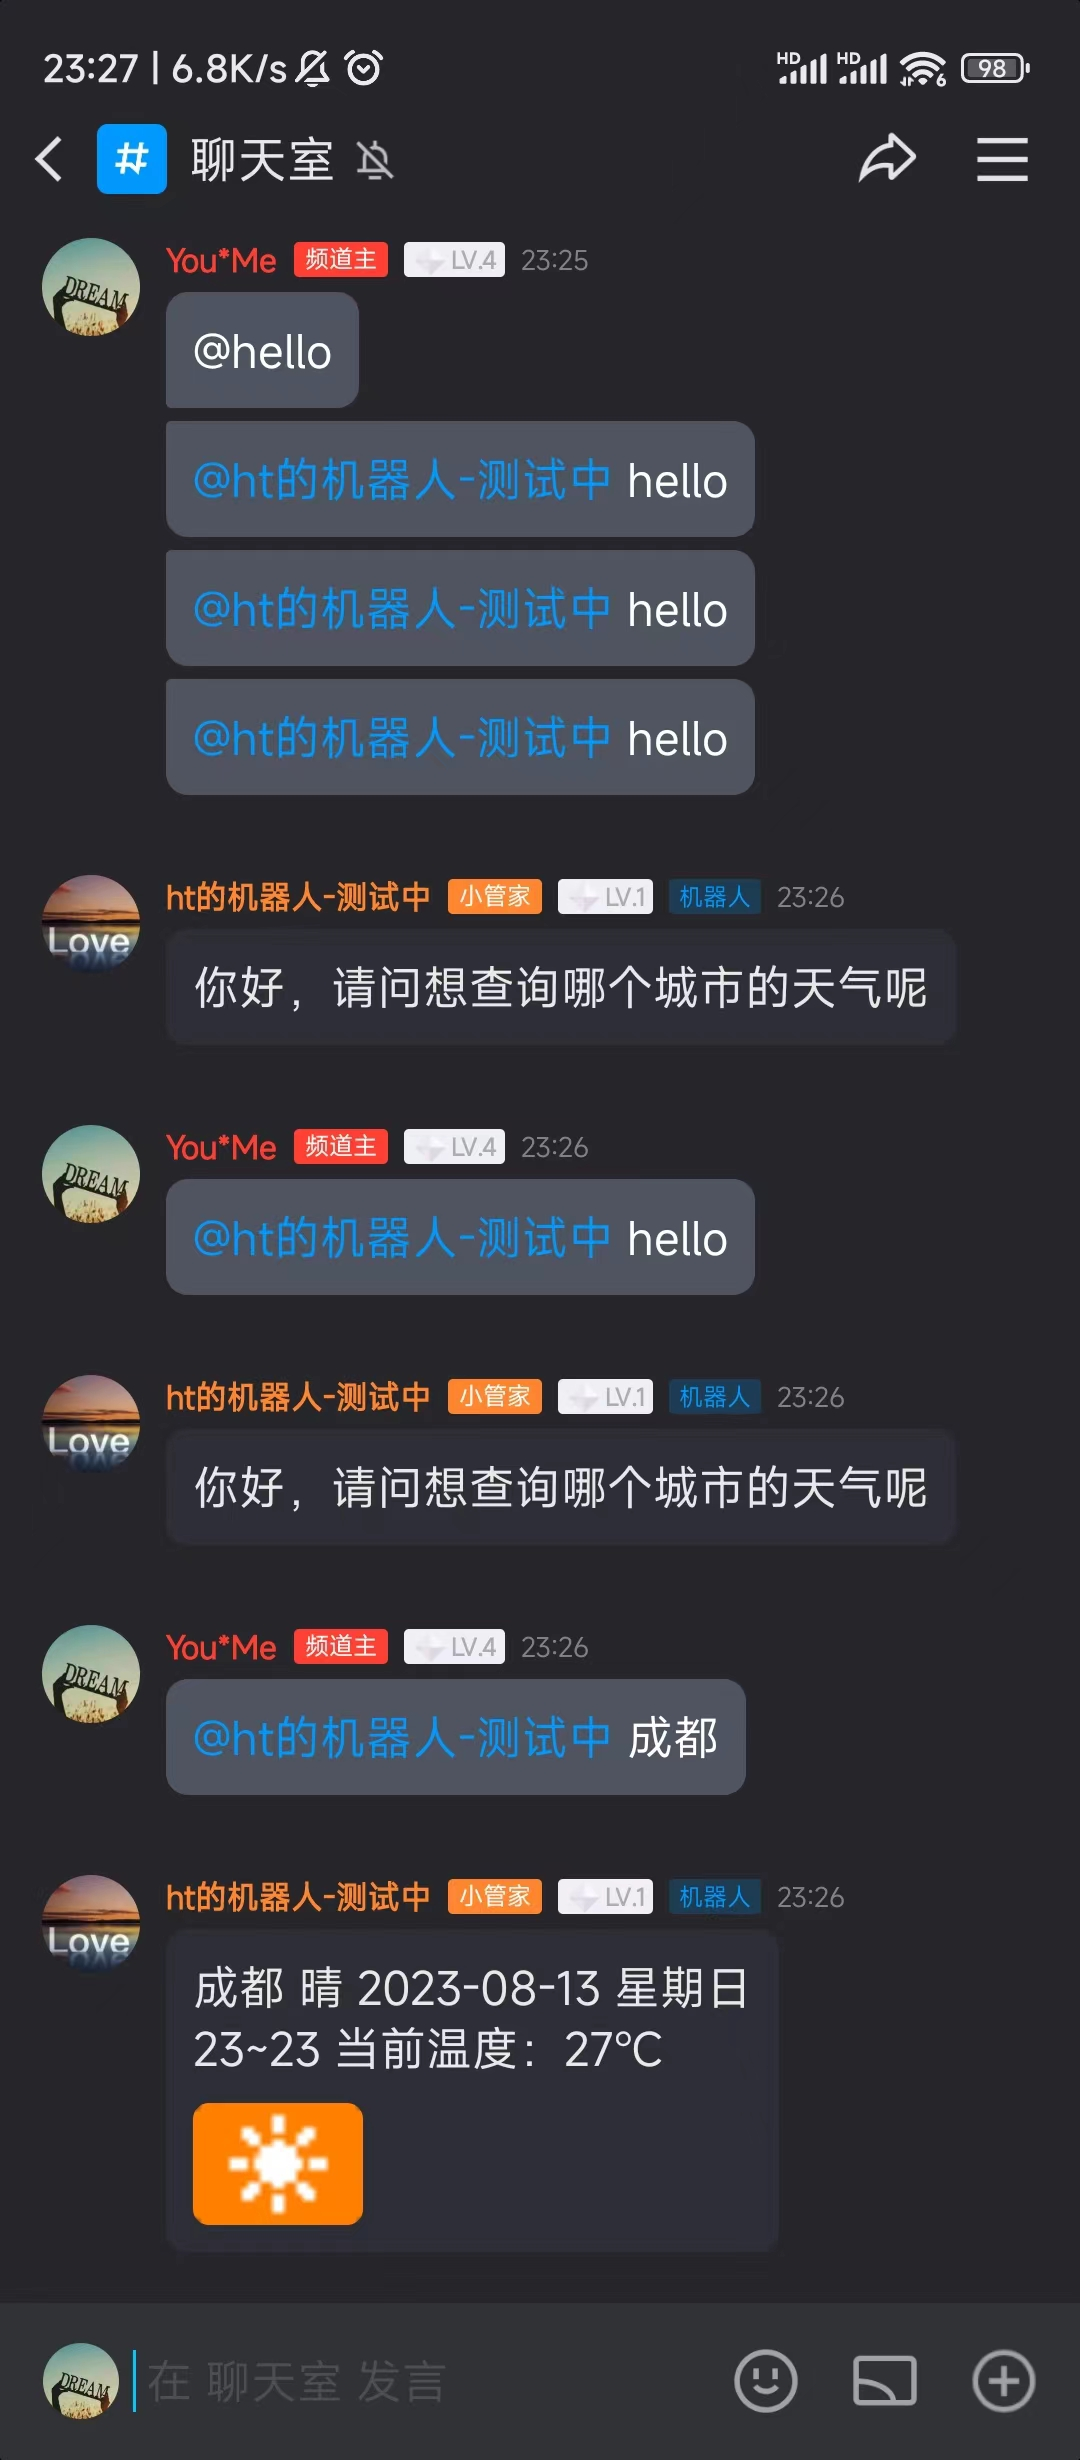 23:27 | 6.8K/s HD HD 6 98
# 聊天室
You*Me 频道主 LV.4 23:25
DREAM
@hello
@ht的机器人-测试中 hello
@ht的机器人-测试中 hello
@ht的机器人-测试中 hello
ht的机器人-测试中 小管家 LV.1 机器人 23:26
Love
你好，请问想查询哪个城市的天气呢
You*Me 频道主 LV.4 23:26
DREAM
@ht的机器人-测试中 hello
ht的机器人-测试中 小管家 LV.1 机器人 23:26
Love
你好，请问想查询哪个城市的天气呢
You*Me 频道主 LV.4 23:26
DREAM
@ht的机器人-测试中 成都
ht的机器人-测试中 小管家 LV.1 机器人 23:26
Love
成都 晴 2023-08-13 星期日
23~23 当前温度：27℃
DREAM
在 聊天室 发言